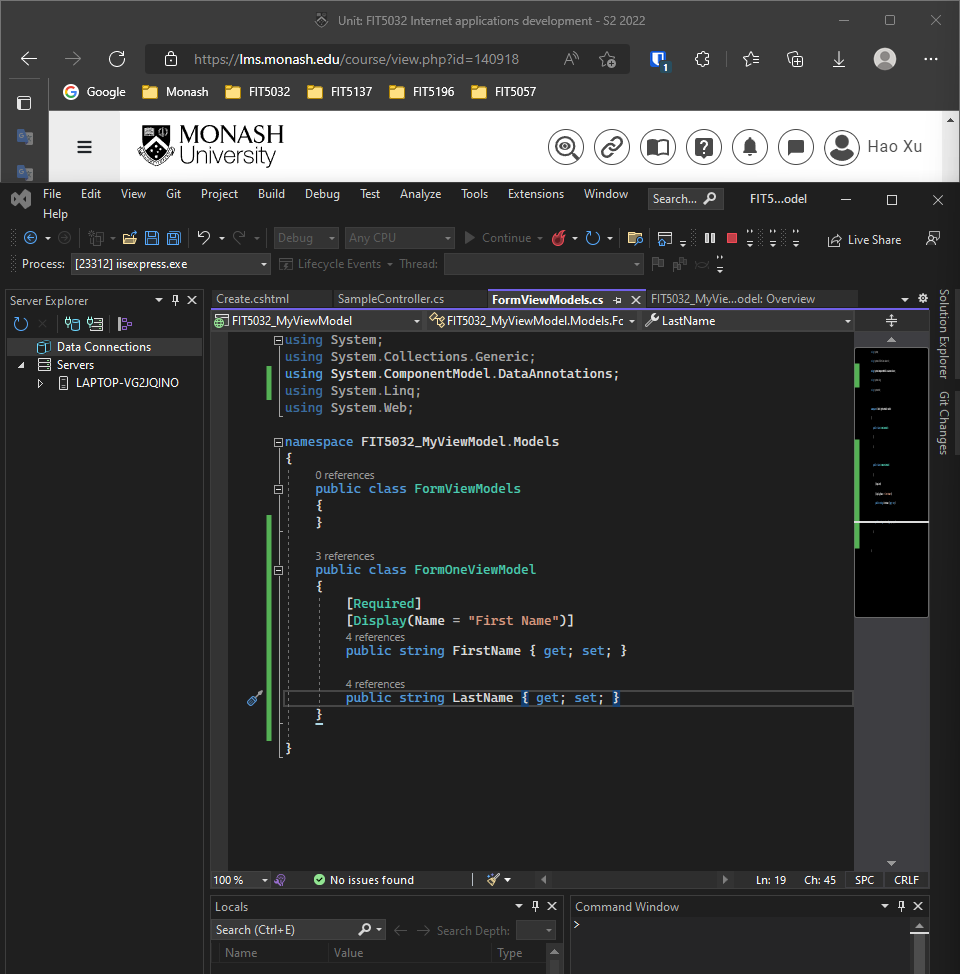 Unit: FIT5032 Internet applications development - S2 2022
https://lms.monash.edu/course/view.php?id=140918
1
Google Monash FIT5032 FIT5137 FIT5196 FIT5057
MONASH
University
Hao Xu
File Edit View Git Project Build Debug Test Analyze Tools Extensions Window Search... FIT5...odel
Help
Debug Any CPU Continue Live Share
Process: [23312] iisexpress.exe Lifecycle Events Thread:
Server Explorer
Data Connections
Servers
LAPTOP-VG2JQINO
Create.cshtml SampleController.cs FormViewModels.cs FIT5032_MyVie...odel: Overview
FIT5032_MyViewModel FIT5032_MyViewModel.Models.Fc LastName
using System;
using System.Collections.Generic;
using System.ComponentModel.DataAnnotations;
using System.Linq;
using System.Web;
namespace FIT5032_MyViewModel.Models
{
0 references
public class FormViewModels
{
}
3 references
public class FormOneViewModel
{
[Required]
[Display(Name = "First Name")]
4 references
public string FirstName { get; set; }
4 references
public string LastName { get; set; }
}
}
Solution Explorer
Git Changes
100 % No issues found Ln: 19 Ch: 45 SPC CRLF
Locals
Search (Ctrl+E) Search Depth:
Name Value Type
Command Window
>